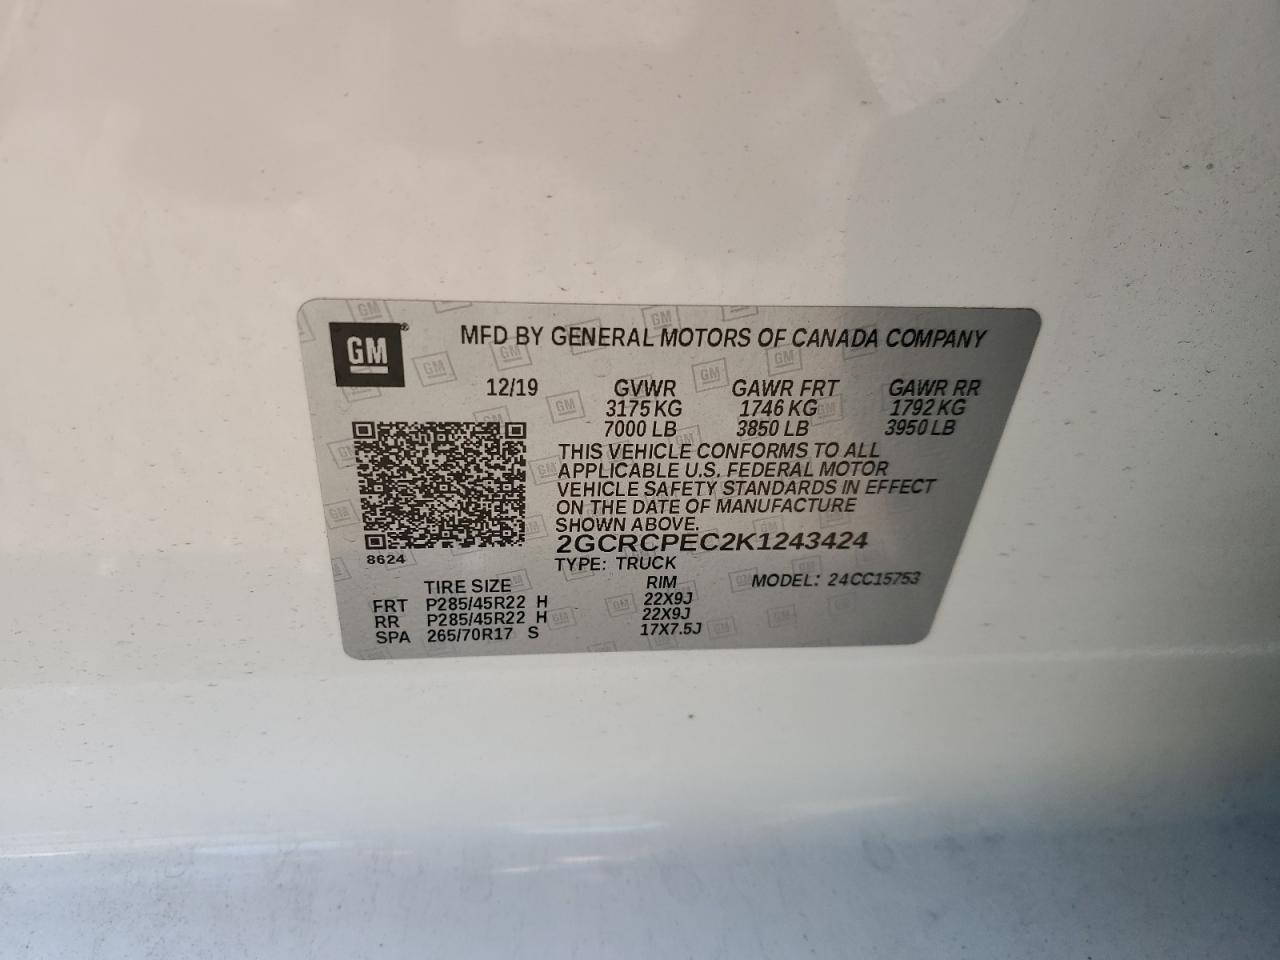 GM
MFD BY GENERAL MOTORS OF CANADA COMPANY
12/19 GVWR GAWR FRT GAWR RR
3175 KG 1746 KG 1792 KG
7000 LB 3850 LB 3950 LB
THIS VEHICLE CONFORMS TO ALL
APPLICABLE U.S. FEDERAL MOTOR
VEHICLE SAFETY STANDARDS IN EFFECT
ON THE DATE OF MANUFACTURE
SHOWN ABOVE.
8624
2GCRCPEC2K1243424
TYPE: TRUCK
MODEL: 24CC15753
TIRE SIZE RIM
FRT P285/45R22 H 22X9J
RR P285/45R22 H 22X9J
SPA 265/70R17 S 17X7.5J